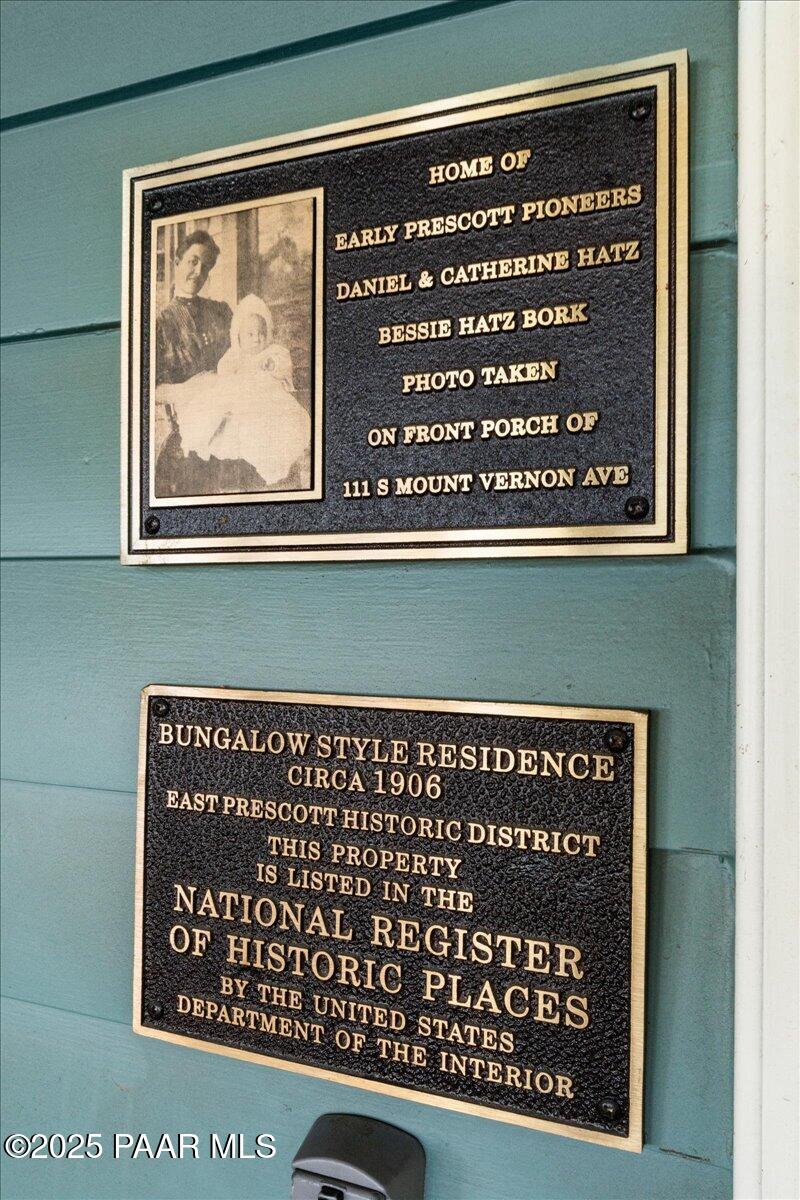 HOME OF
EARLY PRESCOTT PIONEERS
DANIEL & CATHERINE HATZ
BESSIE HATZ BORK
PHOTO TAKEN
ON FRONT PORCH OF
111 S MOUNT VERNON AVE
BUNGALOW STYLE RESIDENCE
CIRCA 1906
EAST PRESCOTT HISTORIC DISTRICT
THIS PROPERTY
IS LISTED IN THE
NATIONAL REGISTER
OF HISTORIC PLACES
BY THE UNITED STATES
DEPARTMENT OF THE INTERIOR
©2025 PAAR MLS